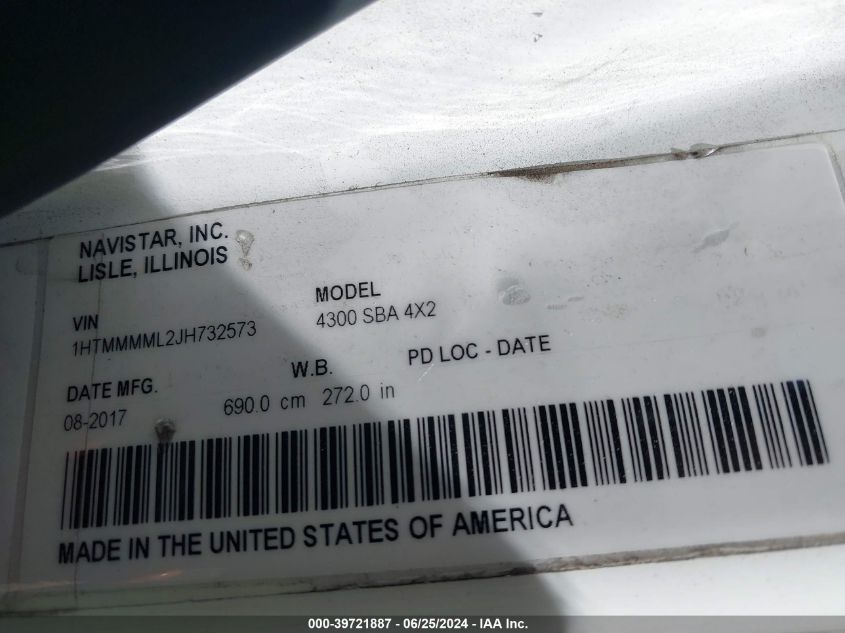 NAVISTAR, INC.
LISLE, ILLINOIS
VIN
1HTMMMML2JH732573
MODEL
4300 SBA 4X2
DATE MFG.
08-2017
W.B.
690.0 cm 272.0 in
PD LOC - DATE
MADE IN THE UNITED STATES OF AMERICA
000-39721887 - 06/25/2024 - IAA Inc.